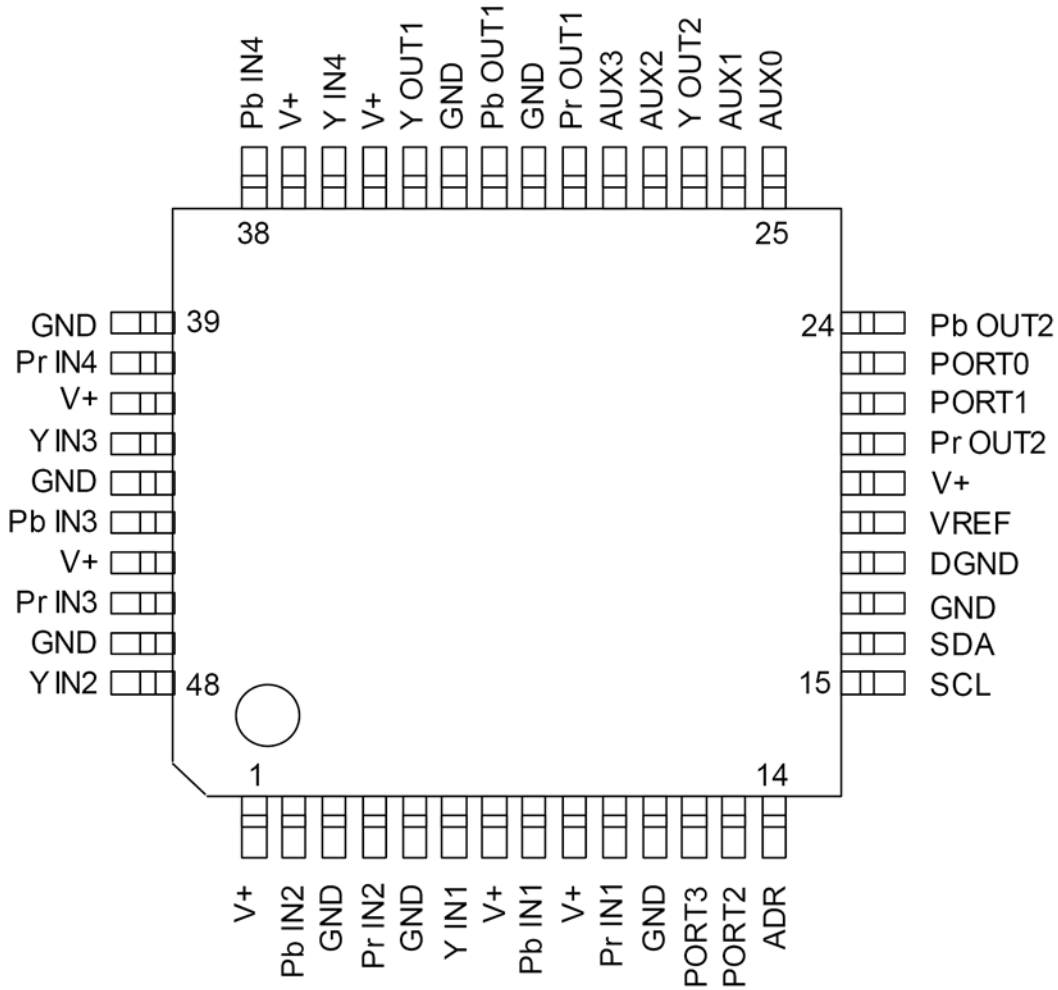 Pb IN4
V+
Y IN4
V+
Y OUT1
GND
Pb OUT1
GND
Pr OUT1
AUX3
AUX2
Y OUT2
AUX1
AUX0
38
25
GND
39
24
Pb OUT2
Pr IN4
PORT0
V+
PORT1
Y IN3
Pr OUT2
GND
V+
Pb IN3
VREF
V+
DGND
Pr IN3
GND
GND
SDA
Y IN2
48
15
SCL
1
14
V+
Pb IN2
GND
Pr IN2
GND
Y IN1
V+
Pb IN1
V+
Pr IN1
GND
PORT3
PORT2
ADR